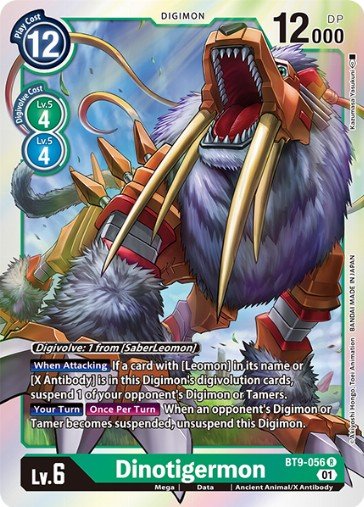 Play Cost
12
DIGIMON
12000
DP
Digivolve Cost
Lv.5
4
Lv.5
4
Kazumasa Yasukuni
Digivolve: 1 from [SaberLeomon]
When Attacking If a card with [Leomon] in its name or
[X Antibody] is in this Digimon's digivolution cards,
suspend 1 of your opponent's Digimon or Tamers.
Your Turn Once Per Turn When an opponent's Digimon or
Tamer becomes suspended, unsuspend this Digimon.
©Akiyoshi Hongo, Toei Animation BANDAI MADE IN JAPAN
Lv.6
Dinotigermon
BT9-056 R
01
Mega
Data
Ancient Animal/X Antibody